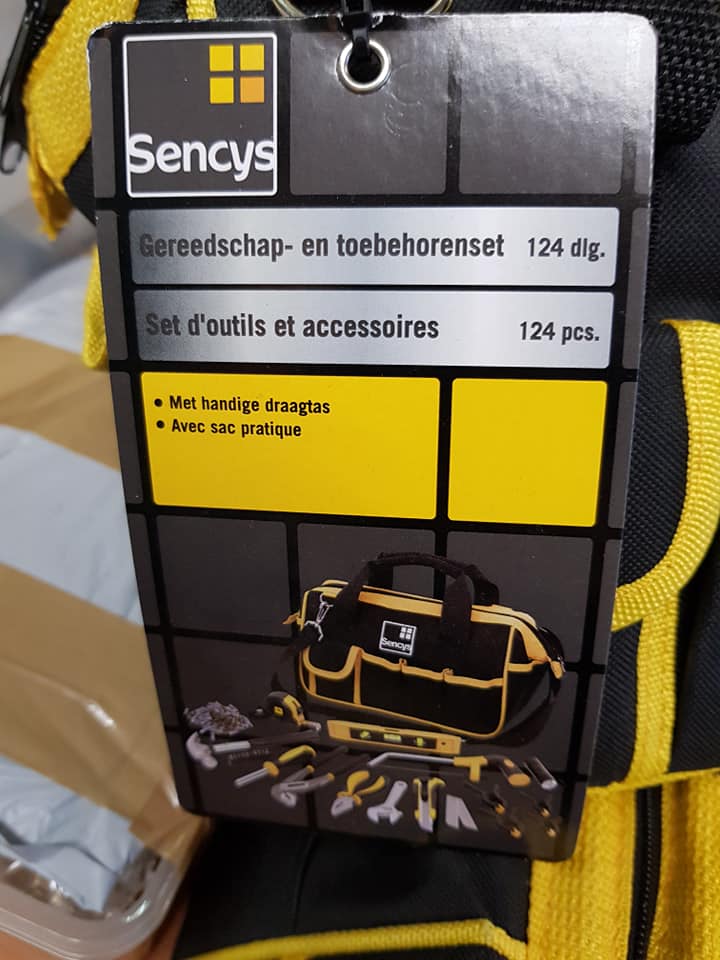 Sencys
Gereedschap- en toebehorenset 124 dlg.
Set d'outils et accessoires 124 pcs.
• Met handige draagtas
• Avec sac pratique
Sencys